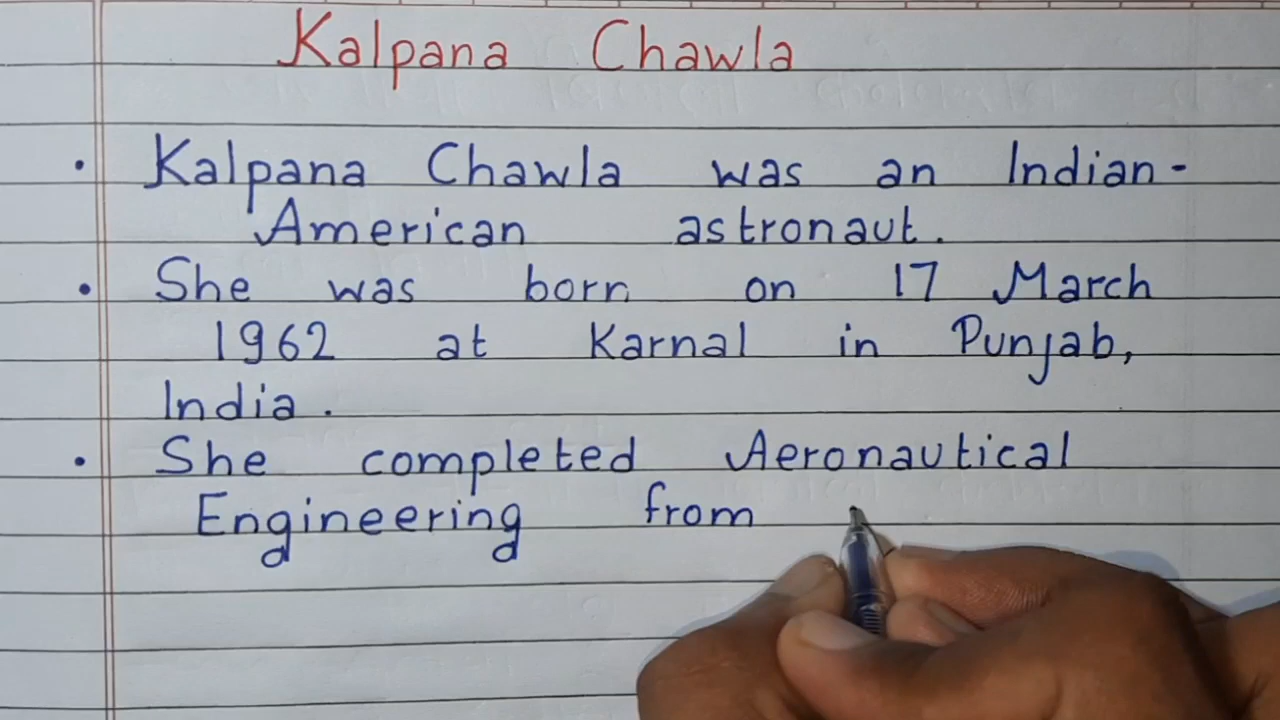 Kalpana Chawla
• Kalpana Chawla was an Indian-
American astronaut.
• She was born on 17 March
1962 at Karnal in Punjab,
India.
• She completed Aeronautical
Engineering from